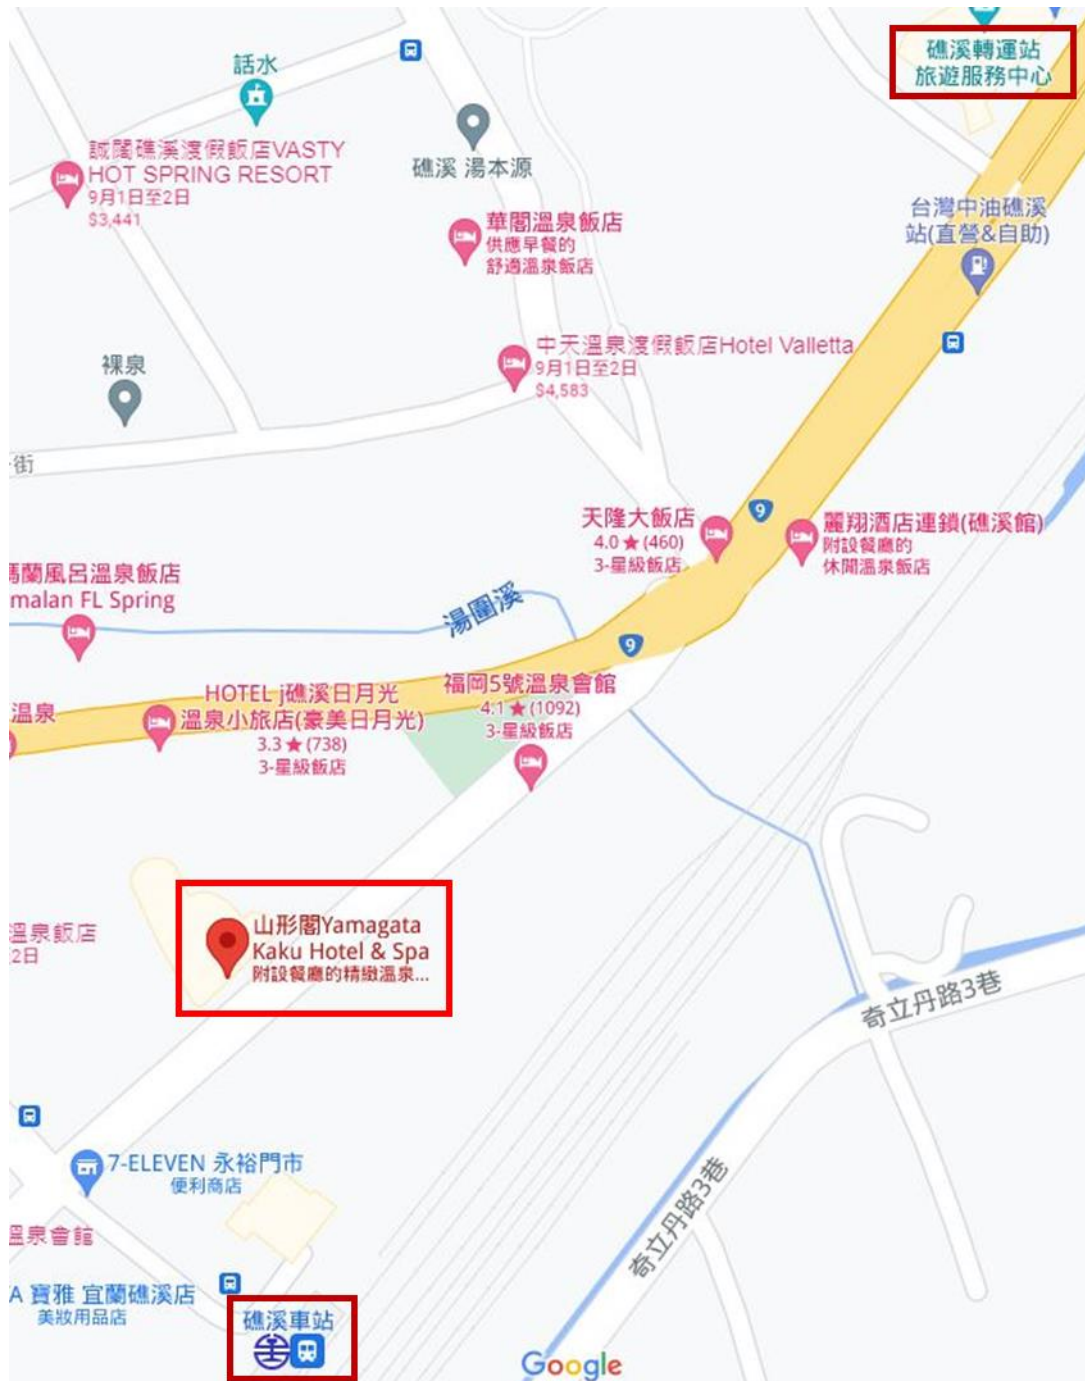 礁溪轉運站
旅遊服務中心
話水
誠閣礁溪渡假飯店VASTY
HOT SPRING RESORT
9月1日至2日
$3,441
礁溪 湯本源
華閣溫泉飯店
供應早餐的
舒適溫泉飯店
台灣中油礁溪
站(直營&自助)
中天溫泉渡假飯店Hotel Valletta
9月1日至2日
$4,583
裸泉
街
天隆大飯店
4.0★(460)
3-星級飯店
9
麗翔酒店連鎖(礁溪館)
附設餐廳的
休閒溫泉飯店
瑪蘭風呂溫泉飯店
malan FL Spring
湯圍溪
9
溫泉
HOTEL j礁溪日月光
溫泉小旅店(豪美日月光)
3.3★(738)
3-星級飯店
福岡5號溫泉會館
4.1★(1092)
3-星級飯店
溫泉飯店
2日
山形閣Yamagata
Kaku Hotel & Spa
附設餐廳的精緻溫泉...
奇立丹路3巷
7-ELEVEN 永裕門市
便利商店
奇立丹路3巷
溫泉會館
A 寶雅 宜蘭礁溪店
美妝用品店
礁溪車站
Google